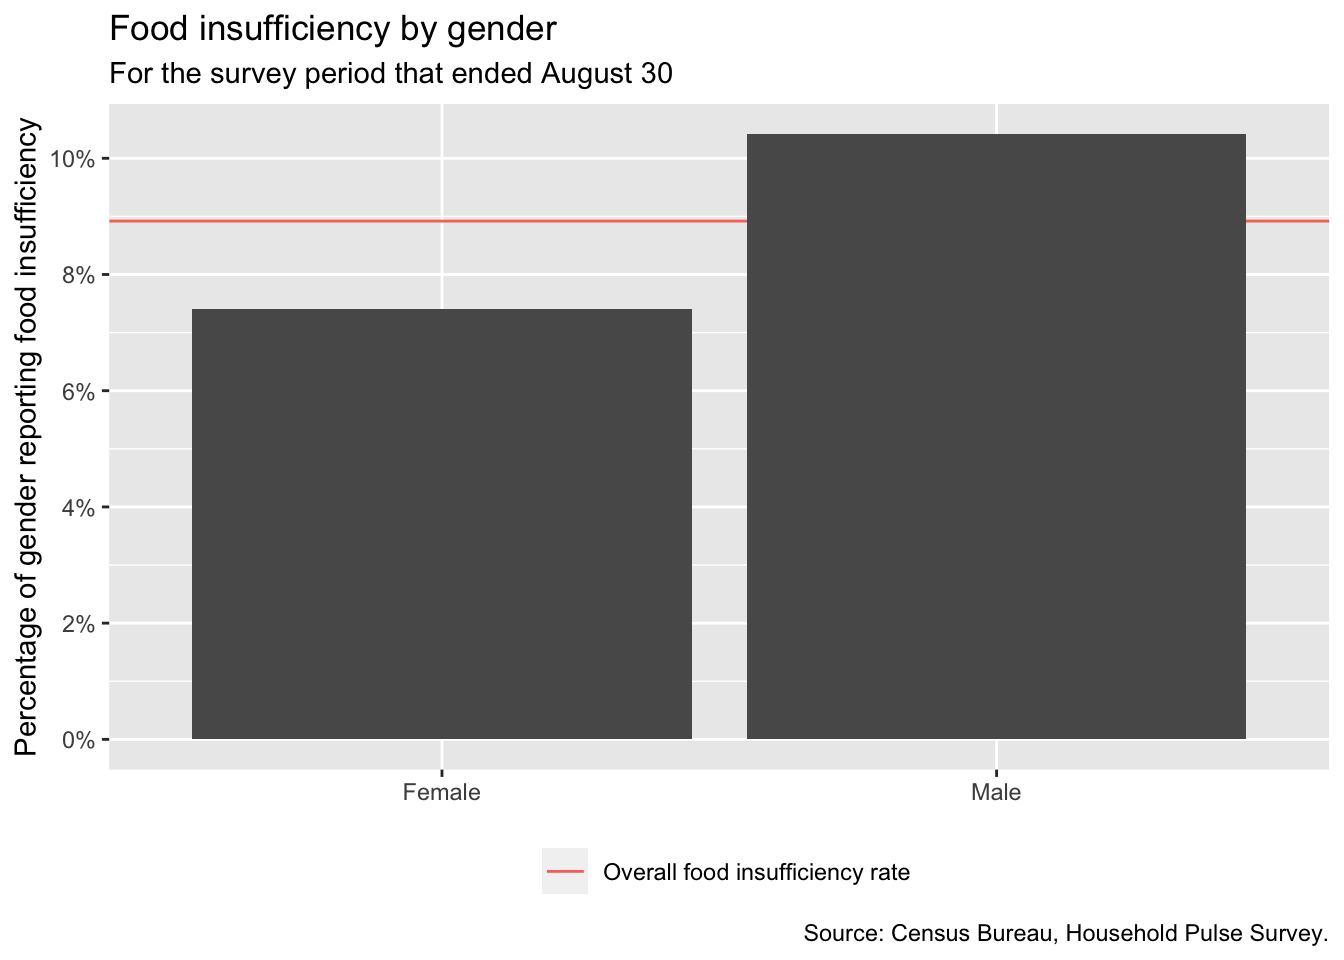 Food insufficiency by gender
For the survey period that ended August 30
Percentage of gender reporting food insufficiency
10%
8%
6%
4%
2%
0%
Female Male
Overall food insufficiency rate
Source: Census Bureau, Household Pulse Survey.